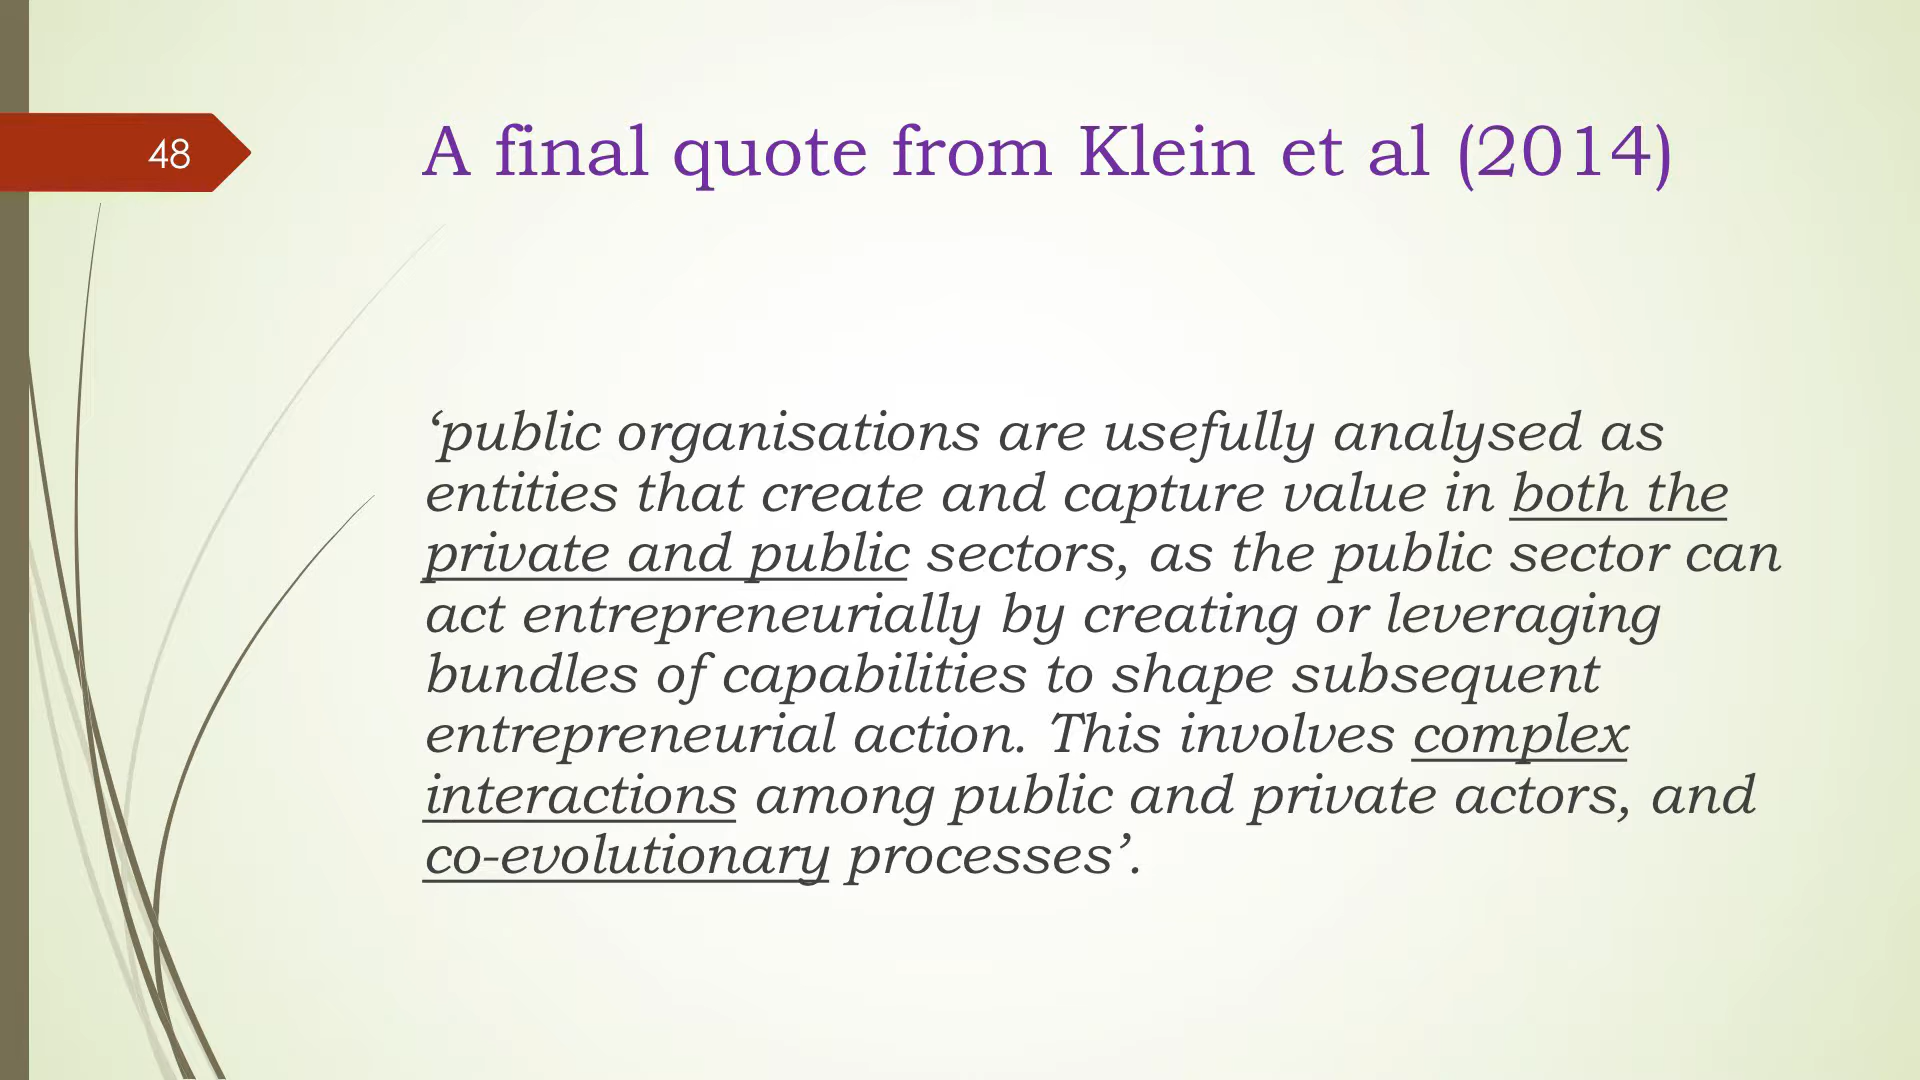 48
A final quote from Klein et al (2014)
‘public organisations are usefully analysed as
entities that create and capture value in both the
private and public sectors, as the public sector can
act entrepreneurially by creating or leveraging
bundles of capabilities to shape subsequent
entrepreneurial action. This involves complex
interactions among public and private actors, and
co-evolutionary processes’.